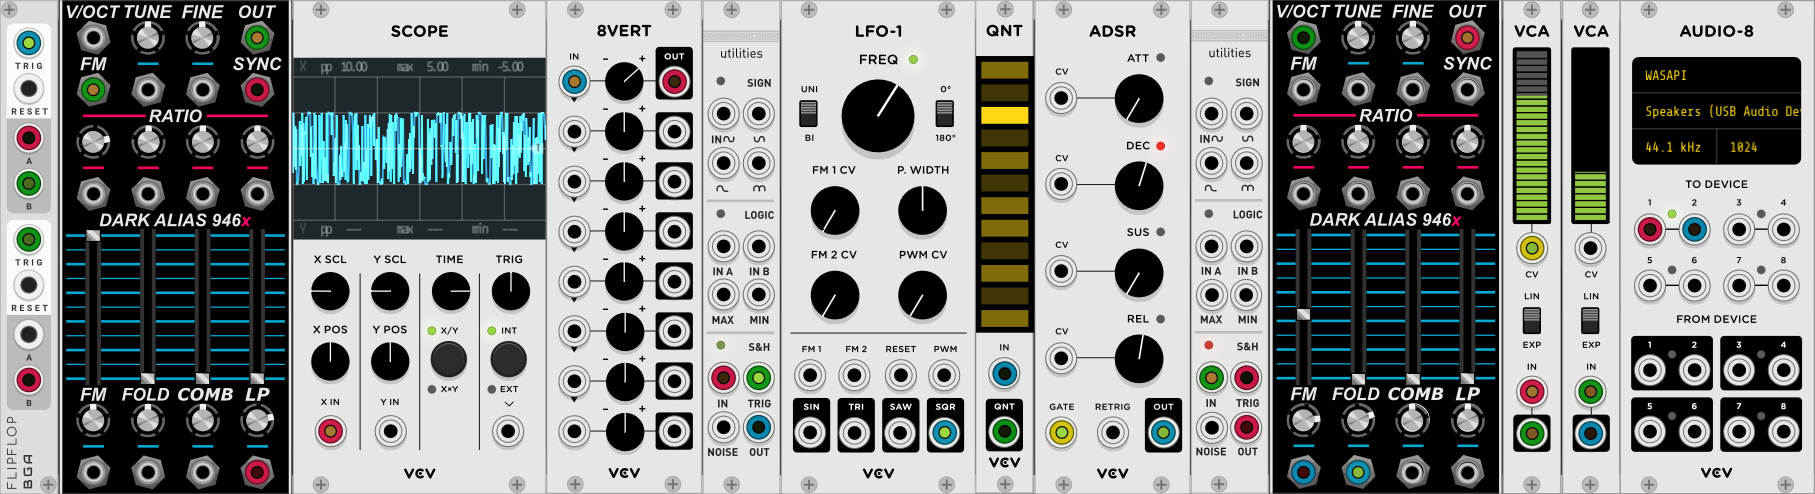 TRIG
RESET
A
B
TRIG
RESET
A
B
FLIPFLOP
BGA
V/OCT TUNE FINE OUT
FM SYNC
RATIO
DARK ALIAS 946x
FM FOLD COMB LP
SCOPE
X pp 10.00 max 5.00 min -5.00
Y pp --- max --- min ---
X SCL Y SCL TIME TRIG
X POS Y POS X/Y INT
X×Y EXT
X IN Y IN
VCV
8VERT
IN - + OUT
- +
- +
- +
- +
- +
- +
- +
VCV
utilities
SIGN
IN
LOGIC
IN A IN B
MAX MIN
S&H
IN TRIG
NOISE OUT
LFO-1
FREQ
UNI 0°
BI 180°
FM 1 CV P. WIDTH
FM 2 CV PWM CV
FM 1 FM 2 RESET PWM
SIN TRI SAW SQR
VCV
QNT
IN
QNT
VCV
ADSR
ATT
CV
DEC
CV
SUS
CV
REL
CV
GATE RETRIG OUT
VCV
utilities
SIGN
IN
LOGIC
IN A IN B
MAX MIN
S&H
IN TRIG
NOISE OUT
V/OCT TUNE FINE OUT
FM SYNC
RATIO
DARK ALIAS 946x
FM FOLD COMB LP
VCA
CV
LIN
EXP
IN
VCA
CV
LIN
EXP
IN
AUDIO-8
WASAPI
Speakers (USB Audio De
44.1 kHz 1024
TO DEVICE
1 2 3 4
5 6 7 8
FROM DEVICE
1 2 3 4
5 6 7 8
VCV